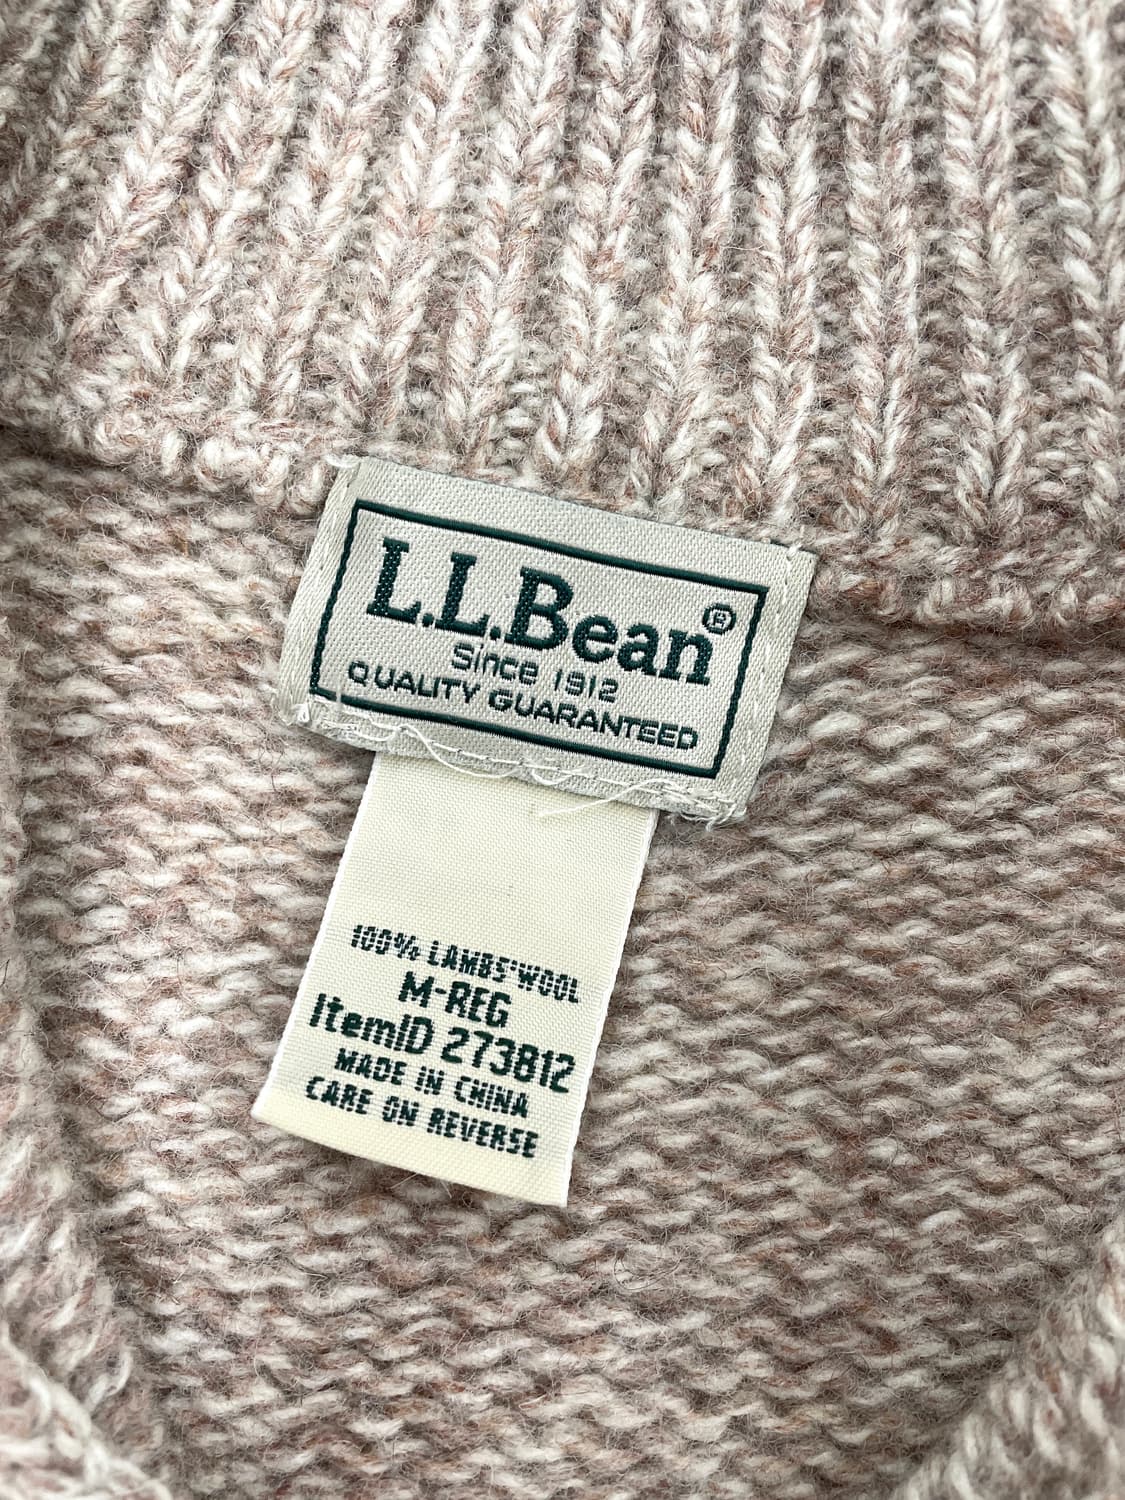 L.L.Bean®
Since 1912
QUALITY GUARANTEED
100% LAMBS'WOOL
M-REG
ItemID 273812
MADE IN CHINA
CARE ON REVERSE